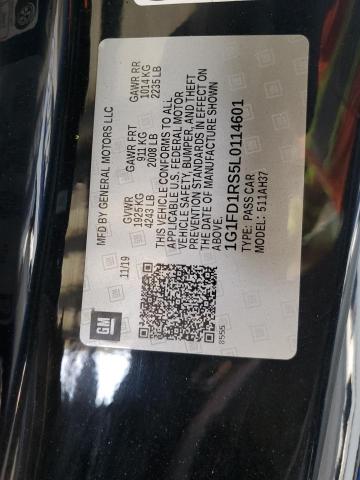 MFD BY GENERAL MOTORS LLC
11/19
GVWR
1925 KG
4243 LB
GAWR FRT
911 KG
2008 LB
GAWR RR
1014 KG
2235 LB
THIS VEHICLE CONFORMS TO ALL
APPLICABLE U.S. FEDERAL MOTOR
VEHICLE SAFETY, BUMPER, AND THEFT
PREVENTION STANDARDS IN EFFECT ON
THE DATE OF MANUFACTURE SHOWN
ABOVE.
1G1FD1RS5L0114601
TYPE: PASS CAR
MODEL: 511AH37
GM